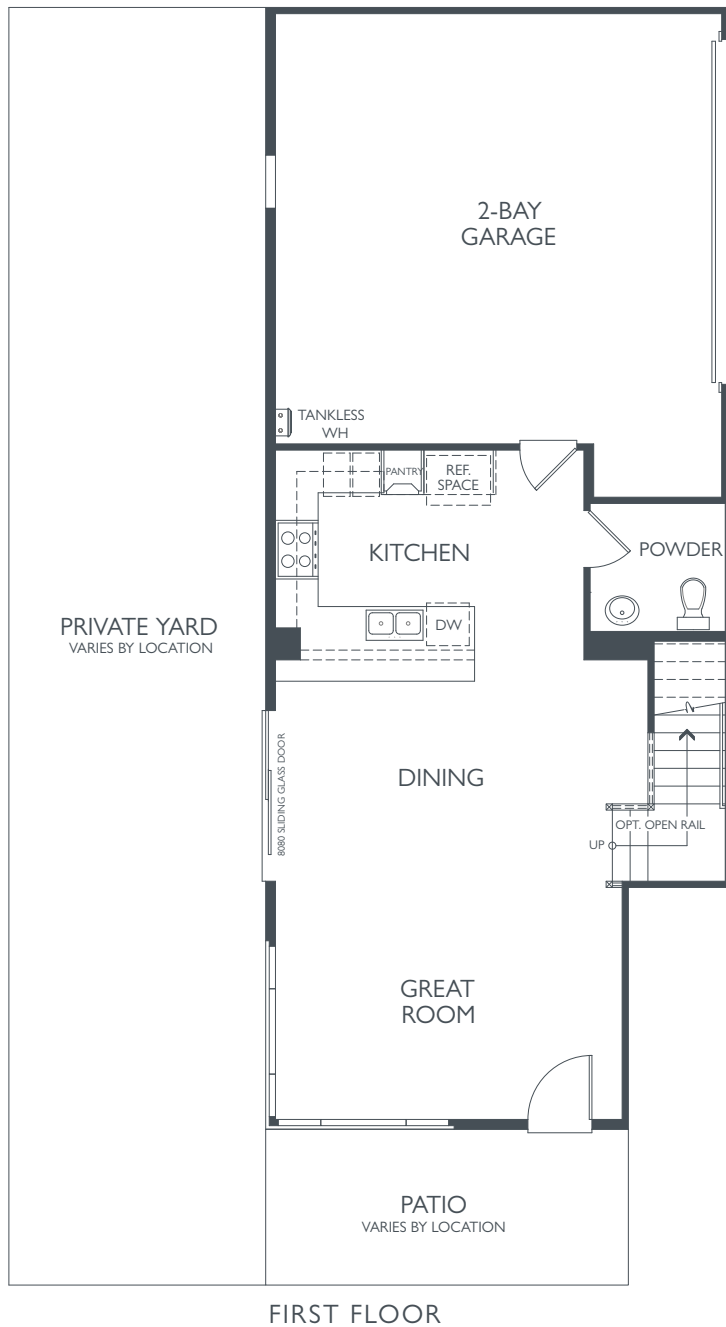 2-BAY
GARAGE
TANKLESS
WH
PANTRY
REF.
SPACE
KITCHEN
POWDER
DW
PRIVATE YARD
VARIES BY LOCATION
8080 SLIDING GLASS DOOR
DINING
OPT. OPEN RAIL
UP
GREAT
ROOM
PATIO
VARIES BY LOCATION
FIRST FLOOR